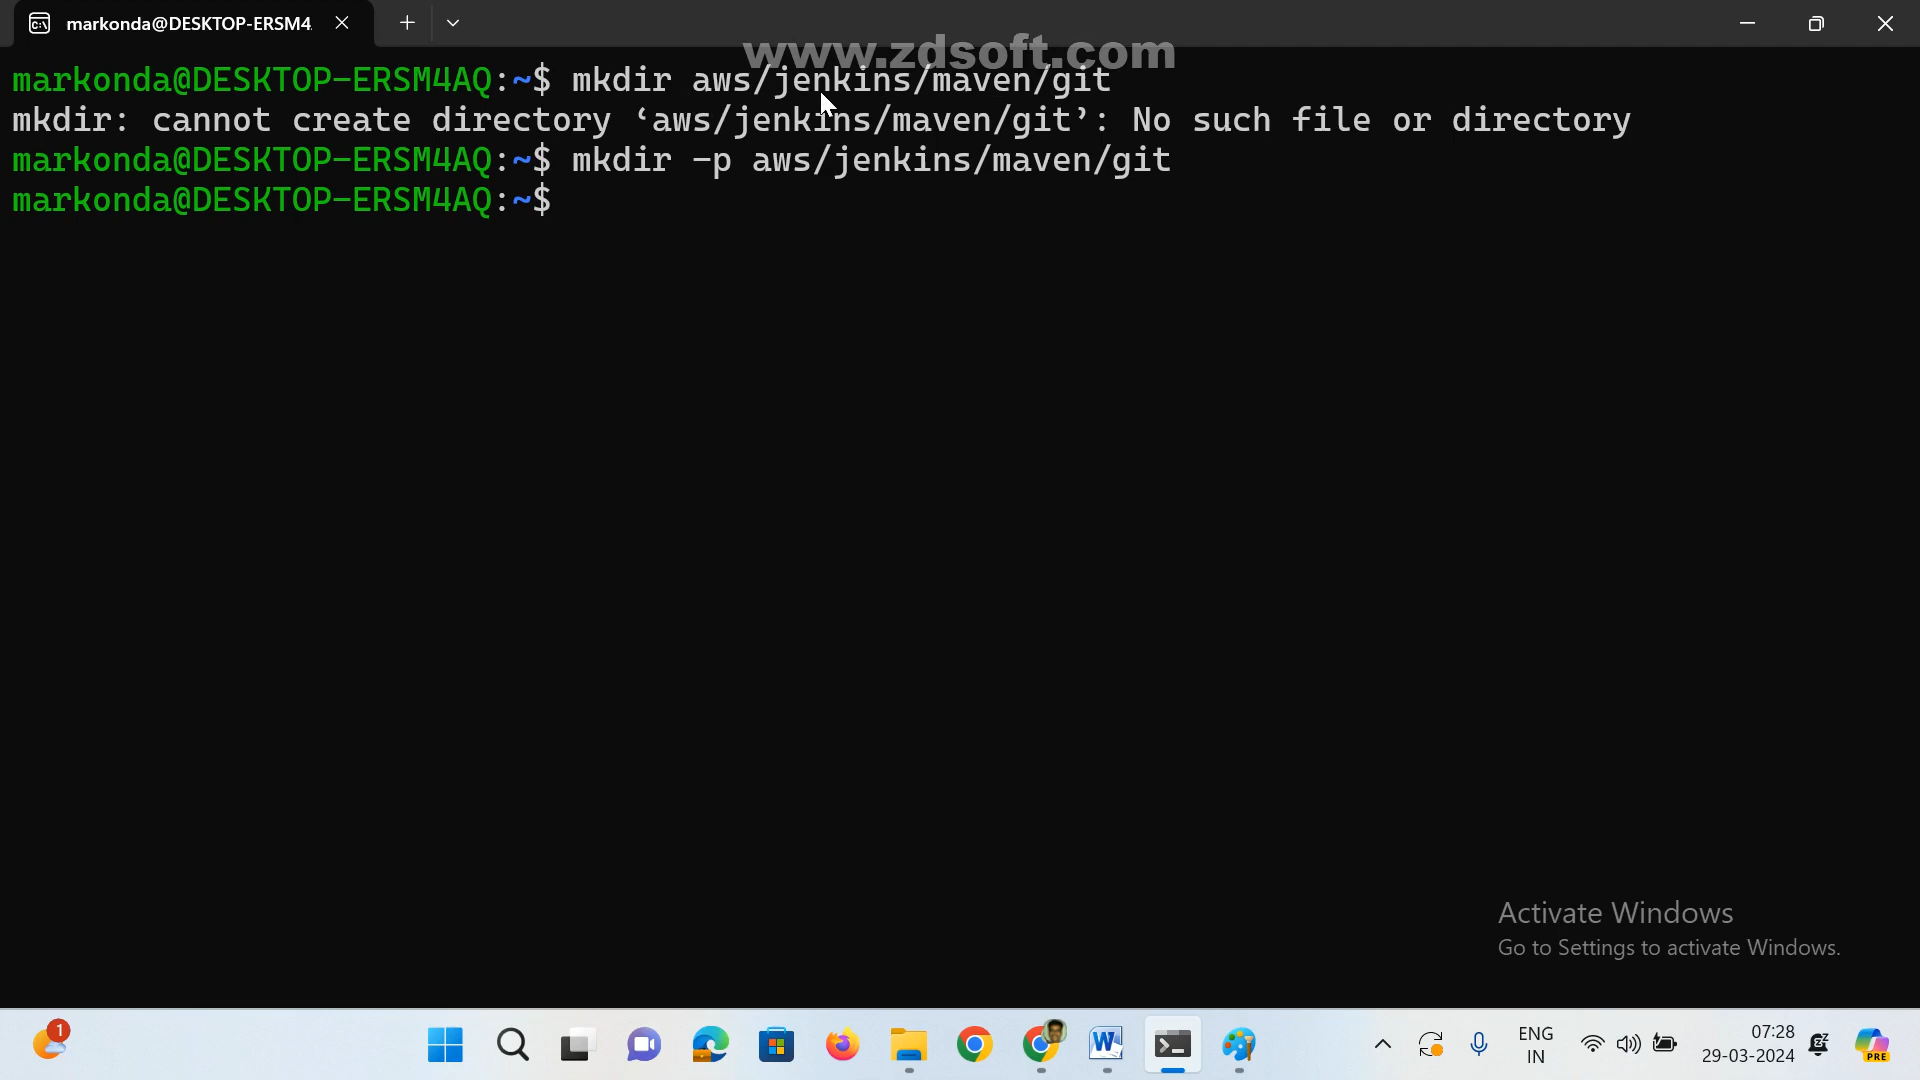 markonda@DESKTOP-ERSM4
www.zdsoft.com
markonda@DESKTOP-ERSM4AQ:~$ mkdir aws/jenkins/maven/git
mkdir: cannot create directory ‘aws/jenkins/maven/git’: No such file or directory
markonda@DESKTOP-ERSM4AQ:~$ mkdir -p aws/jenkins/maven/git
markonda@DESKTOP-ERSM4AQ:~$
Activate Windows
Go to Settings to activate Windows.
1
ENG
IN
07:28
29-03-2024
PRE